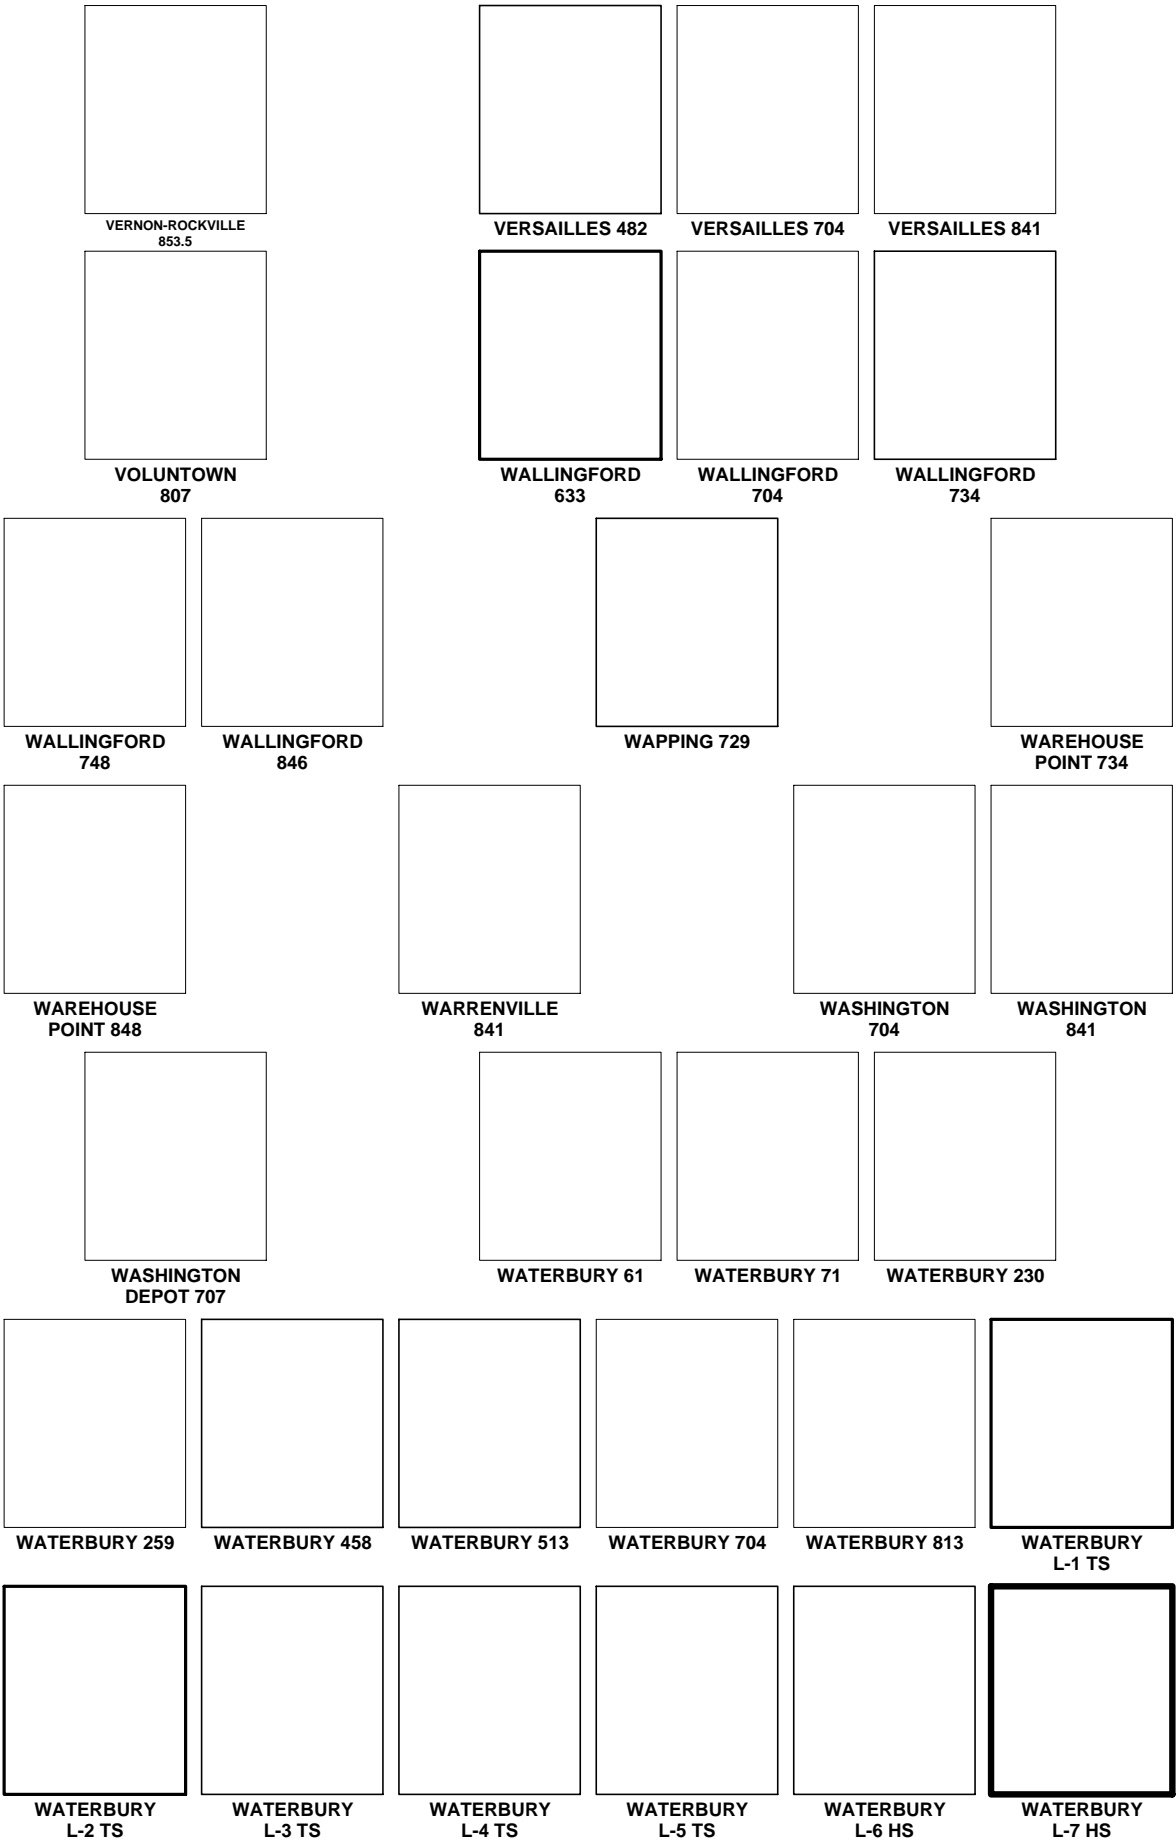 VERNON-ROCKVILLE
853.5
VERSAILLES 482
VERSAILLES 704
VERSAILLES 841
VOLUNTOWN
807
WALLINGFORD
633
WALLINGFORD
704
WALLINGFORD
734
WALLINGFORD
748
WALLINGFORD
846
WAPPING 729
WAREHOUSE
POINT 734
WAREHOUSE
POINT 848
WARRENVILLE
841
WASHINGTON
704
WASHINGTON
841
WASHINGTON
DEPOT 707
WATERBURY 61
WATERBURY 71
WATERBURY 230
WATERBURY 259
WATERBURY 458
WATERBURY 513
WATERBURY 704
WATERBURY 813
WATERBURY
L-1 TS
WATERBURY
L-2 TS
WATERBURY
L-3 TS
WATERBURY
L-4 TS
WATERBURY
L-5 TS
WATERBURY
L-6 HS
WATERBURY
L-7 HS